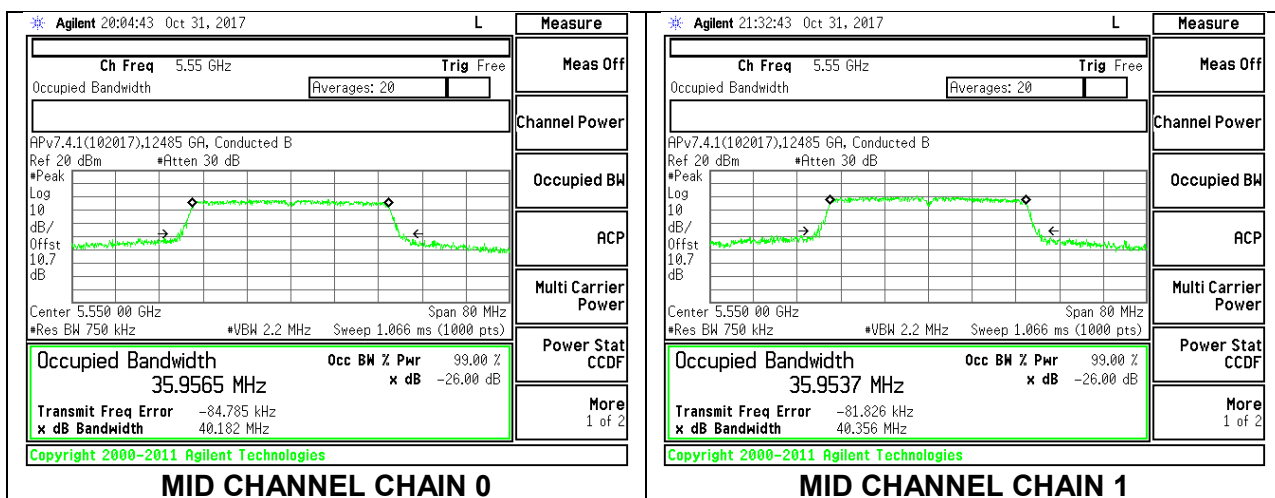 Agilent 20:04:43 Oct 31, 2017 L Measure
Ch Freq 5.55 GHz Trig Free
Occupied Bandwidth Averages: 20
APv7.4.1(102017),12485 GA, Conducted B
Ref 20 dBm #Atten 30 dB
#Peak
Log
10
dB/
Offst
10.7
dB
Center 5.550 00 GHz Span 80 MHz
#Res BW 750 kHz #VBW 2.2 MHz Sweep 1.066 ms (1000 pts)
Occupied Bandwidth Occ BW % Pwr 99.00 %
35.9565 MHz x dB -26.00 dB
Transmit Freq Error -84.785 kHz
x dB Bandwidth 40.182 MHz
Copyright 2000-2011 Agilent Technologies
Meas Off
Channel Power
Occupied BW
ACP
Multi Carrier
Power
Power Stat
CCDF
More
1 of 2
MID CHANNEL CHAIN 0
Agilent 21:32:43 Oct 31, 2017 L Measure
Ch Freq 5.55 GHz Trig Free
Occupied Bandwidth Averages: 20
APv7.4.1(102017),12485 GA, Conducted B
Ref 20 dBm #Atten 30 dB
#Peak
Log
10
dB/
Offst
10.7
dB
Center 5.550 00 GHz Span 80 MHz
#Res BW 750 kHz #VBW 2.2 MHz Sweep 1.066 ms (1000 pts)
Occupied Bandwidth Occ BW % Pwr 99.00 %
35.9537 MHz x dB -26.00 dB
Transmit Freq Error -81.826 kHz
x dB Bandwidth 40.356 MHz
Copyright 2000-2011 Agilent Technologies
Meas Off
Channel Power
Occupied BW
ACP
Multi Carrier
Power
Power Stat
CCDF
More
1 of 2
MID CHANNEL CHAIN 1